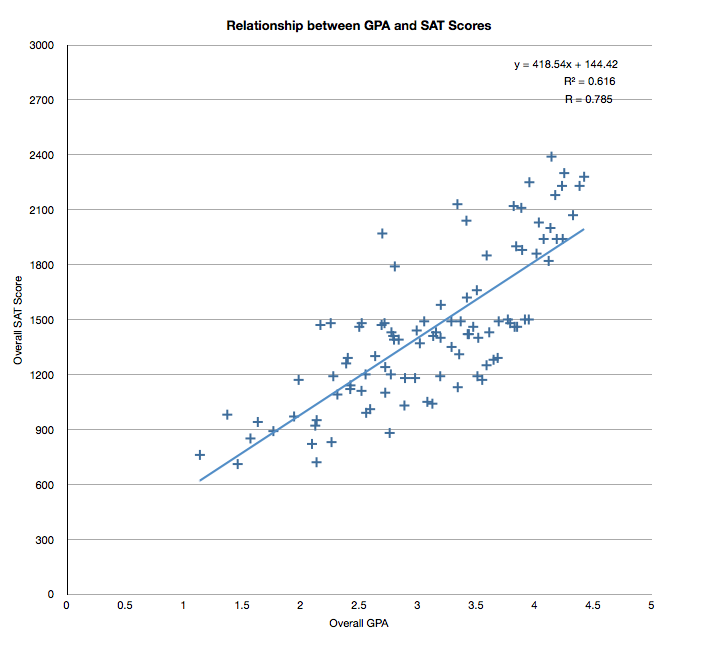 Relationship between GPA and SAT Scores
y = 418.54x + 144.42
R² = 0.616
R = 0.785
Overall SAT Score
3000
2700
2400
2100
1800
1500
1200
900
600
300
0
0 0.5 1 1.5 2 2.5 3 3.5 4 4.5 5
Overall GPA